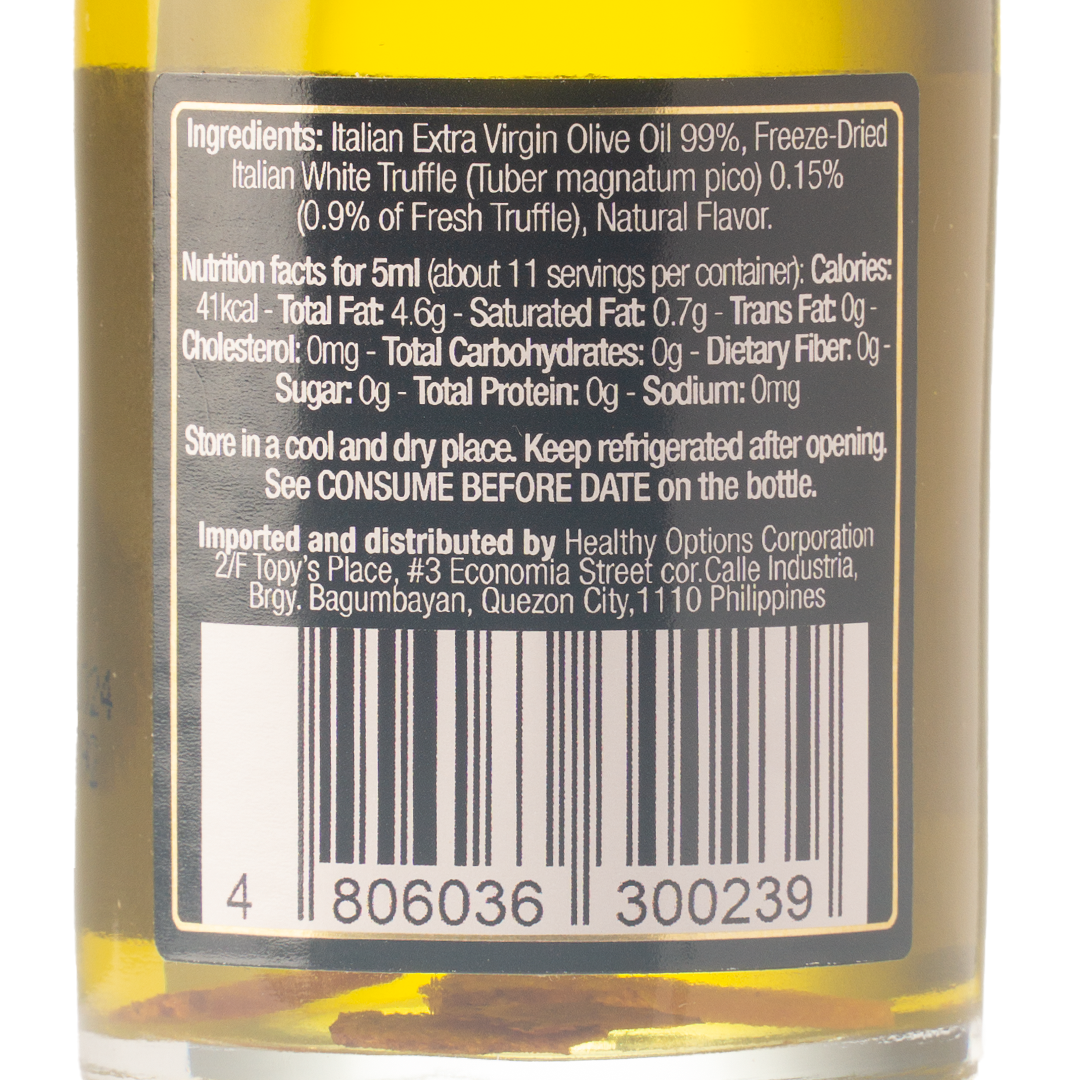 Ingredients: Italian Extra Virgin Olive Oil 99%, Freeze-Dried
Italian White Truffle (Tuber magnatum pico) 0.15%
(0.9% of Fresh Truffle), Natural Flavor.
Nutrition facts for 5ml (about 11 servings per container): Calories:
41kcal - Total Fat: 4.6g - Saturated Fat: 0.7g - Trans Fat: 0g -
Cholesterol: 0mg - Total Carbohydrates: 0g - Dietary Fiber: 0g -
Sugar: 0g - Total Protein: 0g - Sodium: 0mg
Store in a cool and dry place. Keep refrigerated after opening.
See CONSUME BEFORE DATE on the bottle.
Imported and distributed by Healthy Options Corporation
2/F Topy's Place, #3 Economia Street cor.Calle Industria,
Brgy. Bagumbayan, Quezon City,1110 Philippines
4 806036 300239